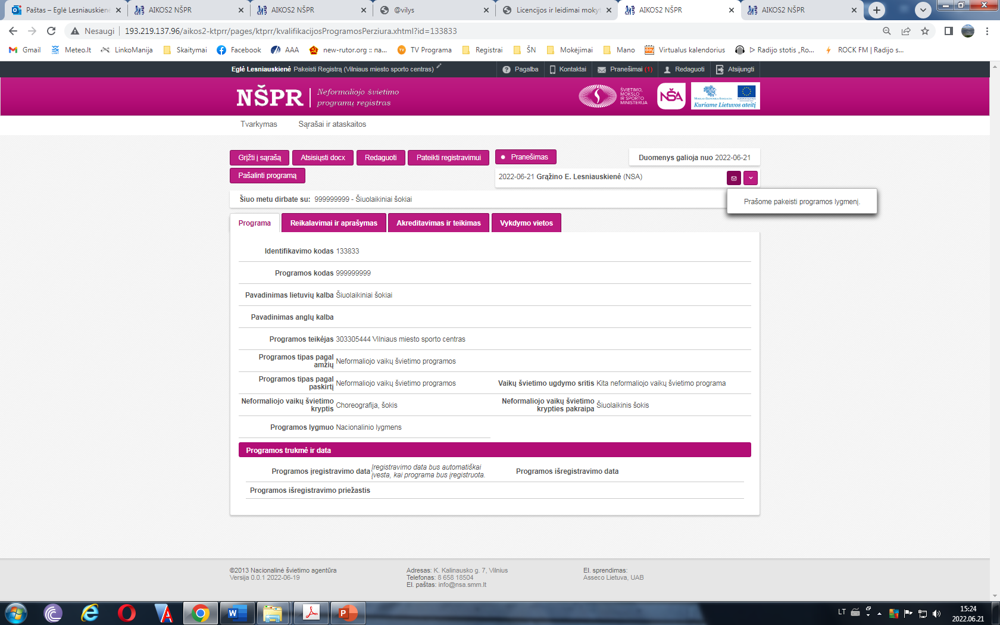 Paštas – Eglė Lesniauskienė
AIKOS2 NŠPR
AIKOS2 NŠPR
@vilys
Licencijos ir leidimai mokyt
AIKOS2 NŠPR
AIKOS2 NŠPR
Nesaugi
193.219.137.96/aikos2-ktprr/pages/ktprr/kvalifikacijosProgramosPerziura.xhtml?id=133833
Gmail
Meteo.lt
LinkoManija
Skaitymai
Facebook
AAA
new-rutor.org :: па...
TV Programa
Registrai
ŠN
Mokėjimai
Mano
Virtualus kalendorius
ᐅ Radijo stotis „Ro...
ROCK FM | Radijo s...
Eglė Lesniauskienė Pakeisti Registrą (Vilniaus miesto sporto centras)
Pagalba
Kontaktai
Pranešimai (1)
Redaguoti
Atsijungti
NŠPR
Neformaliojo švietimo
programų registras
ŠVIETIMO,
MOKSLO
IR SPORTO
MINISTERIJA
NŠA
Kuriame Lietuvos ateitį
Tvarkymas
Sąrašai ir ataskaitos
Grįžti į sąrašą
Atsisiųsti docx
Redaguoti
Pateikti registravimui
Pranešimas
Duomenys galioja nuo 2022-06-21
Pašalinti programą
2022-06-21 Grąžino E. Lesniauskienė (NSA)
Šiuo metu dirbate su: 999999999 - Šiuolaikiniai šokiai
Prašome pakeisti programos lygmenį.
Programa
Reikalavimai ir aprašymas
Akreditavimas ir teikimas
Vykdymo vietos
Identifikavimo kodas 133833
Programos kodas 999999999
Pavadinimas lietuvių kalba Šiuolaikiniai šokiai
Pavadinimas anglų kalba
Programos teikėjas 303305444 Vilniaus miesto sporto centras
Programos tipas pagal
amžių Neformaliojo vaikų švietimo programos
Programos tipas pagal
paskirtį Neformaliojo vaikų švietimo programos
Vaikų švietimo ugdymo sritis Kita neformaliojo vaikų švietimo programa
Neformaliojo vaikų švietimo
kryptis Choreografija, šokis
Neformaliojo vaikų švietimo
krypties pakraipa Šiuolaikinis šokis
Programos lygmuo Nacionalinio lygmens
Programos trukmė ir data
Programos įregistravimo data
Įregistravimo data bus automatiškai
įvesta, kai programa bus įregistruota.
Programos išregistravimo data
Programos išregistravimo priežastis
©2013 Nacionalinė švietimo agentūra
Versija 0.0.1 2022-06-19
Adresas: K. Kalinausko g. 7, Vilnius
Telefonas: 8 658 18504
El. paštas: info@nsa.smm.lt
El. sprendimas:
Asseco Lietuva, UAB
LT
15:24
2022.06.21